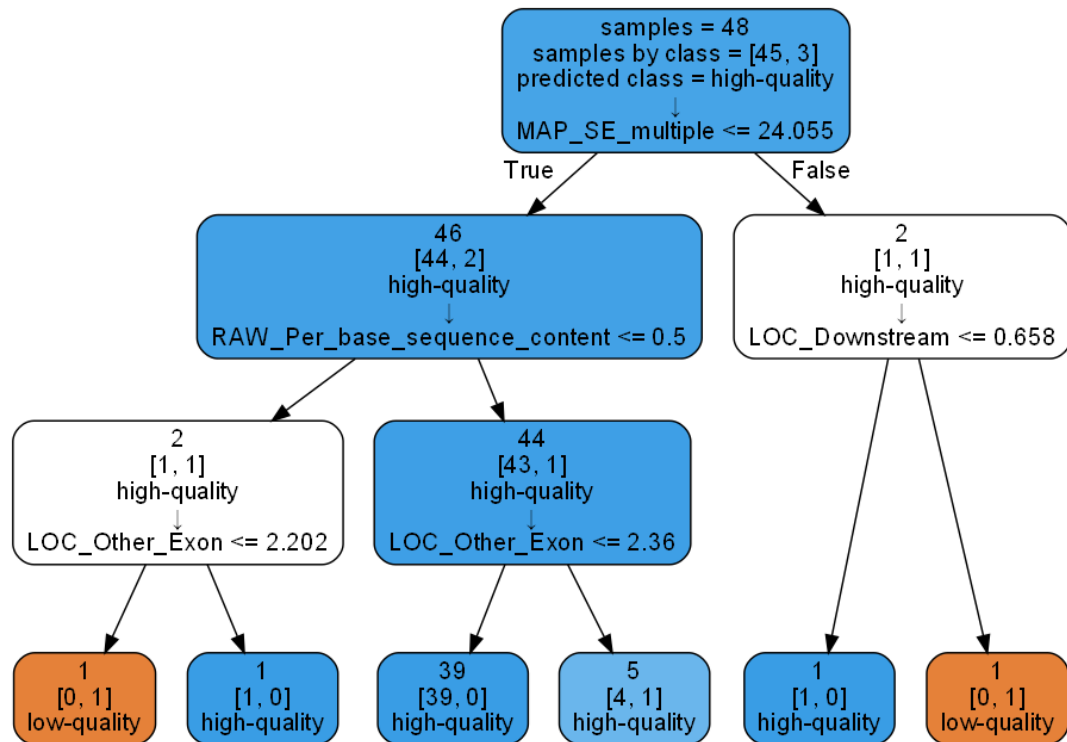 samples = 48
samples by class = [45, 3]
predicted class = high-quality
↓
MAP_SE_multiple <= 24.055
True
False
46
[44, 2]
high-quality
↓
RAW_Per_base_sequence_content <= 0.5
2
[1, 1]
high-quality
↓
LOC_Downstream <= 0.658
2
[1, 1]
high-quality
↓
LOC_Other_Exon <= 2.202
44
[43, 1]
high-quality
↓
LOC_Other_Exon <= 2.36
1
[0, 1]
low-quality
1
[1, 0]
high-quality
39
[39, 0]
high-quality
5
[4, 1]
high-quality
1
[1, 0]
high-quality
1
[0, 1]
low-quality